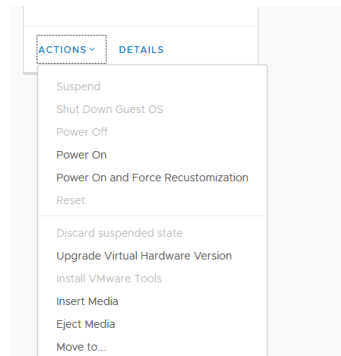 ACTIONS DETAILS
Suspend
Shut Down Guest OS
Power Off
Power On
Power On and Force Recustomization
Reset
Discard suspended state
Upgrade Virtual Hardware Version
Install VMware Tools
Insert Media
Eject Media
Move to...